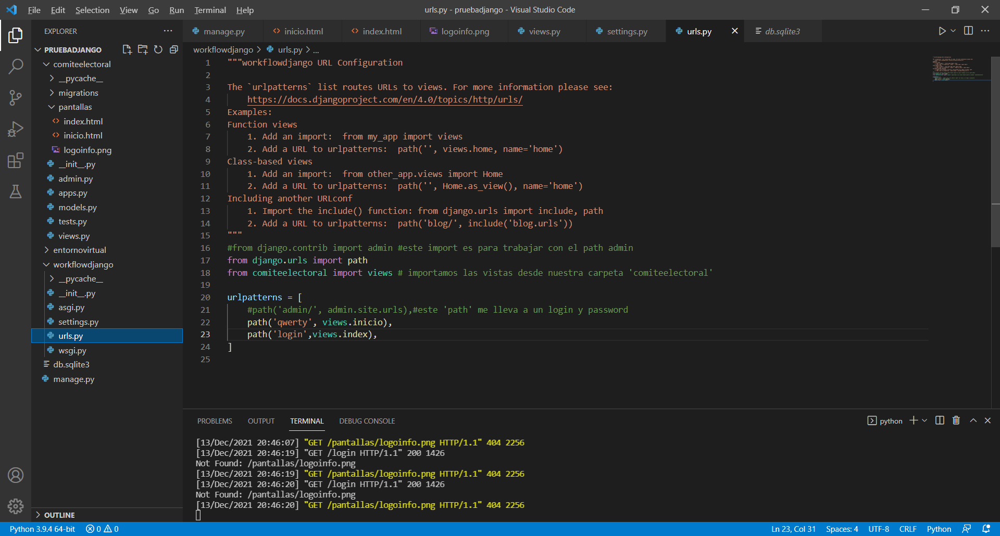 File Edit Selection View Go Run Terminal Help
urls.py - pruebadjango - Visual Studio Code
EXPLORER
PRUEBADJANGO
comiteelectoral
__pycache__
migrations
pantallas
index.html
inicio.html
logoinfo.png
__init__.py
admin.py
apps.py
models.py
tests.py
views.py
entornovirtual
workflowdjango
__pycache__
__init__.py
asgi.py
settings.py
urls.py
wsgi.py
db.sqlite3
manage.py
OUTLINE
manage.py inicio.html index.html logoinfo.png views.py settings.py urls.py db.sqlite3
workflowdjango > urls.py > ...
1 """workflowdjango URL Configuration
2
3 The `urlpatterns` list routes URLs to views. For more information please see:
4     https://docs.djangoproject.com/en/4.0/topics/http/urls/
5 Examples:
6 Function views
7     1. Add an import:  from my_app import views
8     2. Add a URL to urlpatterns:  path('', views.home, name='home')
9 Class-based views
10     1. Add an import:  from other_app.views import Home
11     2. Add a URL to urlpatterns:  path('', Home.as_view(), name='home')
12 Including another URLconf
13     1. Import the include() function: from django.urls import include, path
14     2. Add a URL to urlpatterns:  path('blog/', include('blog.urls'))
15 """
16 #from django.contrib import admin #este import es para trabajar con el path admin
17 from django.urls import path
18 from comiteelectoral import views # importamos las vistas desde nuestra carpeta 'comiteelectoral'
19
20 urlpatterns = [
21     #path('admin/', admin.site.urls),#este 'path' me lleva a un login y password
22     path('qwerty', views.inicio),
23     path('login',views.index),
24 ]
25
PROBLEMS OUTPUT TERMINAL DEBUG CONSOLE
python
[13/Dec/2021 20:46:07] "GET /pantallas/logoinfo.png HTTP/1.1" 404 2256
[13/Dec/2021 20:46:19] "GET /login HTTP/1.1" 200 1426
Not Found: /pantallas/logoinfo.png
[13/Dec/2021 20:46:19] "GET /pantallas/logoinfo.png HTTP/1.1" 404 2256
[13/Dec/2021 20:46:20] "GET /login HTTP/1.1" 200 1426
Not Found: /pantallas/logoinfo.png
[13/Dec/2021 20:46:20] "GET /pantallas/logoinfo.png HTTP/1.1" 404 2256
Python 3.9.4 64-bit 0 0 Ln 23, Col 31 Spaces: 4 UTF-8 CRLF Python